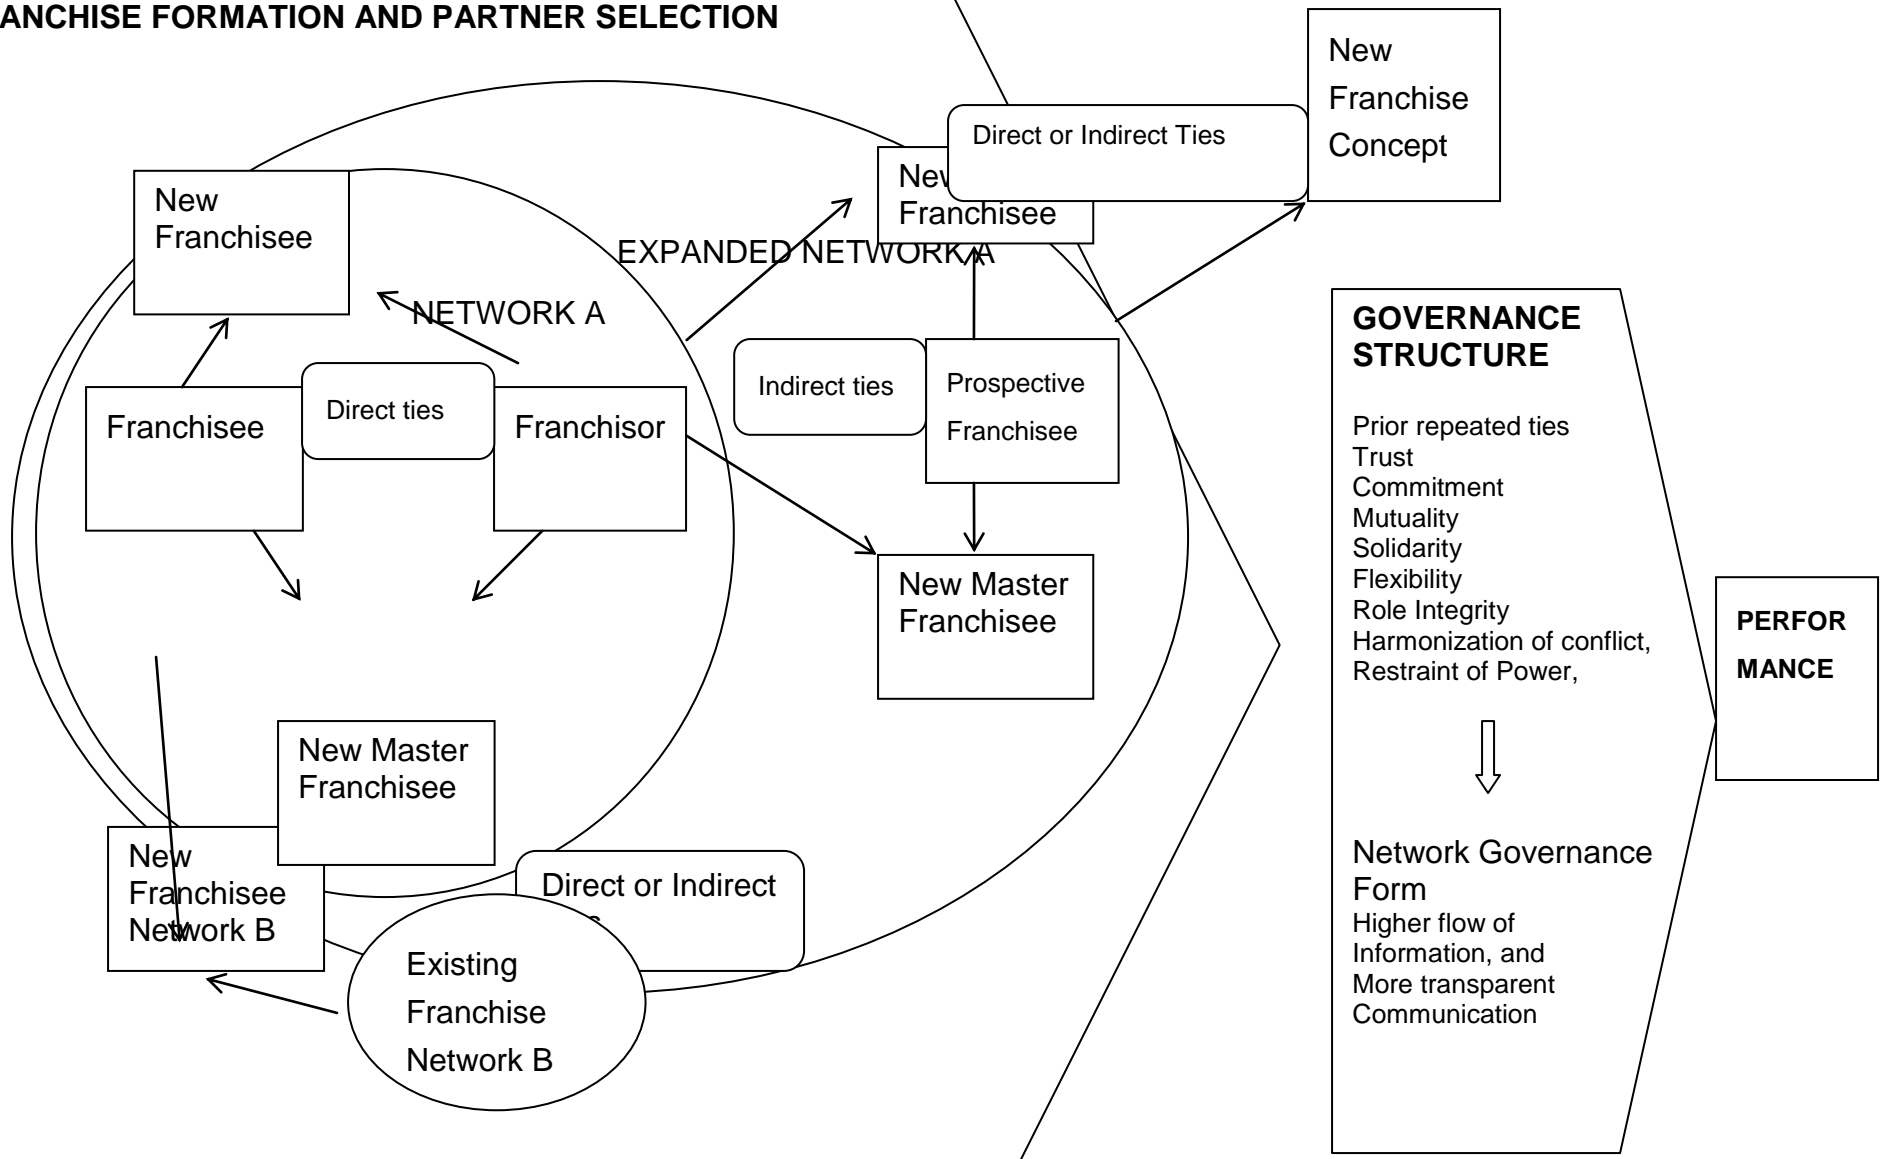 ANCHISE FORMATION AND PARTNER SELECTION
New
Franchise
Concept
Direct or Indirect Ties
New
Franchisee
New
Franchisee
EXPANDED NETWORK A
NETWORK A
Franchisee
Direct ties
Franchisor
Indirect ties
Prospective
Franchisee
New Master
Franchisee
New Master
Franchisee
New
Franchisee
Network B
Direct or Indirect
Existing
Franchise
Network B
GOVERNANCE
STRUCTURE
Prior repeated ties
Trust
Commitment
Mutuality
Solidarity
Flexibility
Role Integrity
Harmonization of conflict,
Restraint of Power,
Network Governance
Form
Higher flow of
Information, and
More transparent
Communication
PERFOR
MANCE